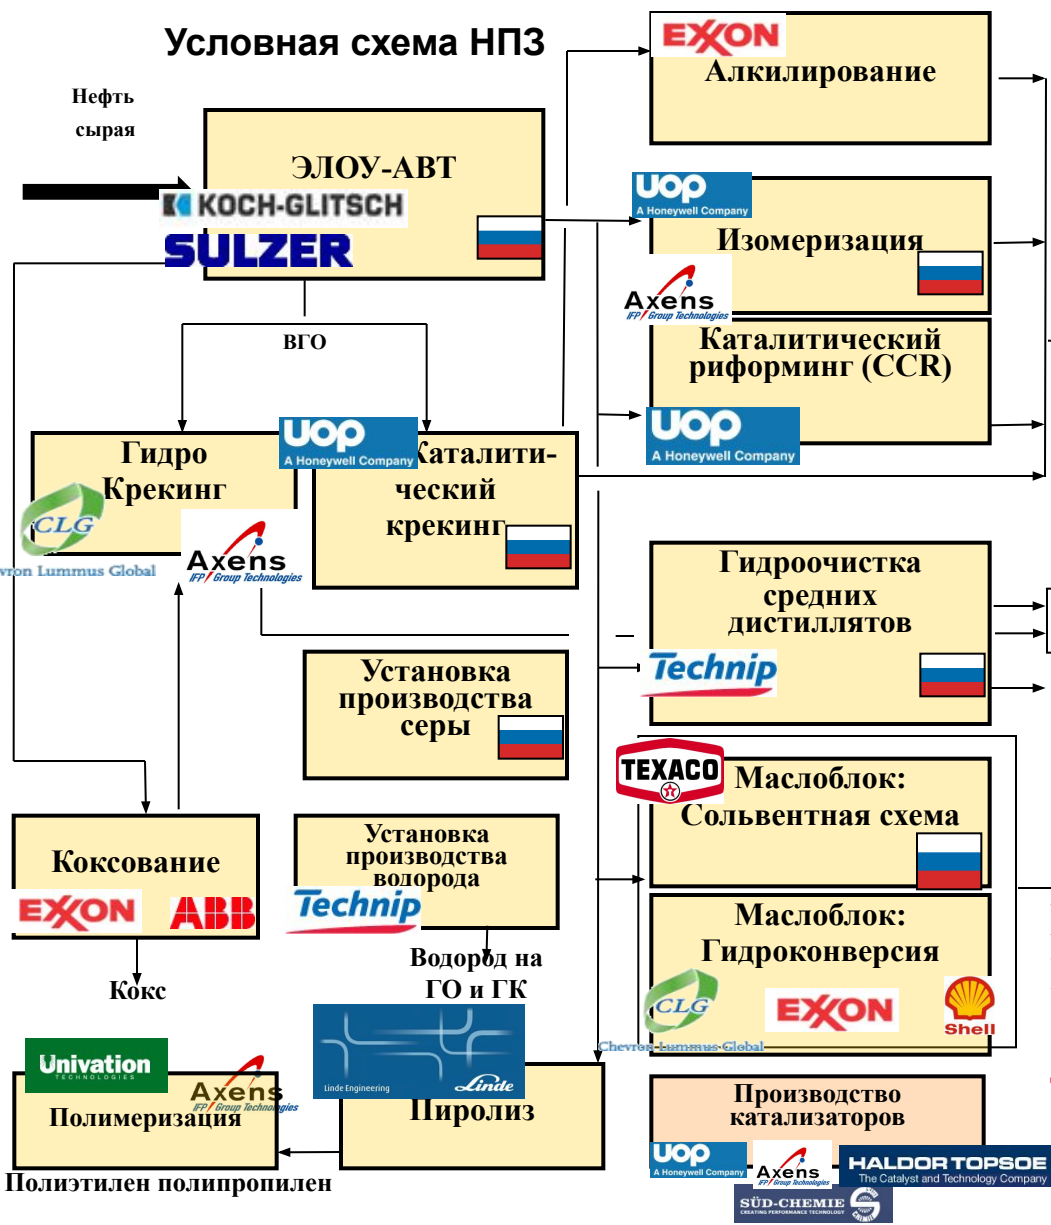 Условная схема НПЗ
Нефть
сырая
ЭЛОУ-АВТ
KOCH-GLITSCH
SULZER
EXXON
Алкилирование
UOP
A Honeywell Company
Изомеризация
Axens
IFP Group Technologies
Каталитический
риформинг (CCR)
UOP
A Honeywell Company
ВГО
Гидро
Крекинг
CLG
vron Lummus Global
Axens
IFP Group Technologies
UOP
A Honeywell Company
Каталити-
ческий
крекинг
Гидроочистка
средних
дистиллятов
Technip
Установка
производства
серы
TEXACO
Маслоблок:
Сольвентная схема
Коксование
EXXON
ABB
Кокс
Установка
производства
водорода
Technip
Водород на
ГО и ГК
Маслоблок:
Гидроконверсия
CLG
Chevron Lummus Global
EXXON
Shell
Univation
TECHNOLOGIES
Axens
IFP Group Technologies
Полимеризация
Полиэтилен полипропилен
Linde Engineering
Linde
Пиролиз
Производство
катализаторов
UOP
A Honeywell Company
Axens
IFP Group Technologies
HALDOR TOPSOE
The Catalyst and Technology Company
SÜD-CHEMIE
CREATING PERFORMANCE TECHNOLOGY